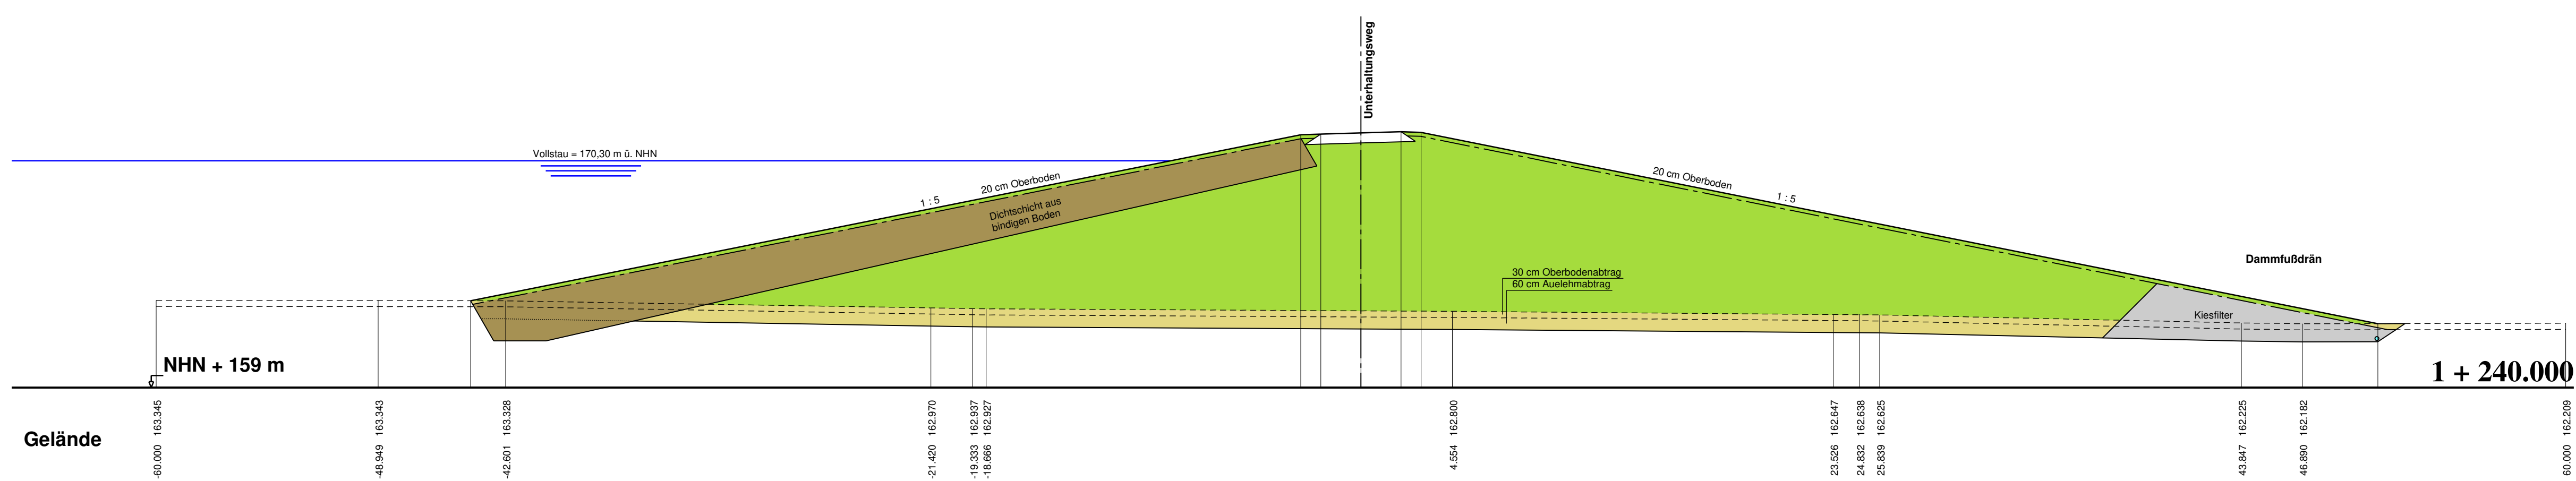 Unterhaltungsweg
Vollstau = 170,30 m ü. NHN
20 cm Oberboden
1 : 5
Dichtschicht aus
bindigen Boden
20 cm Oberboden
1 : 5
30 cm Oberbodenabtrag
60 cm Auelehmabtrag
Dammfußdrän
Kiesfilter
NHN + 159 m
1 + 240.000
Gelände
-60.000 163.345
-48.949 163.343
-42.601 163.328
-21.420 162.970
-19.333 162.937
-18.666 162.927
4.554 162.800
23.526 162.647
24.832 162.638
25.839 162.625
43.847 162.225
46.890 162.182
60.000 162.209